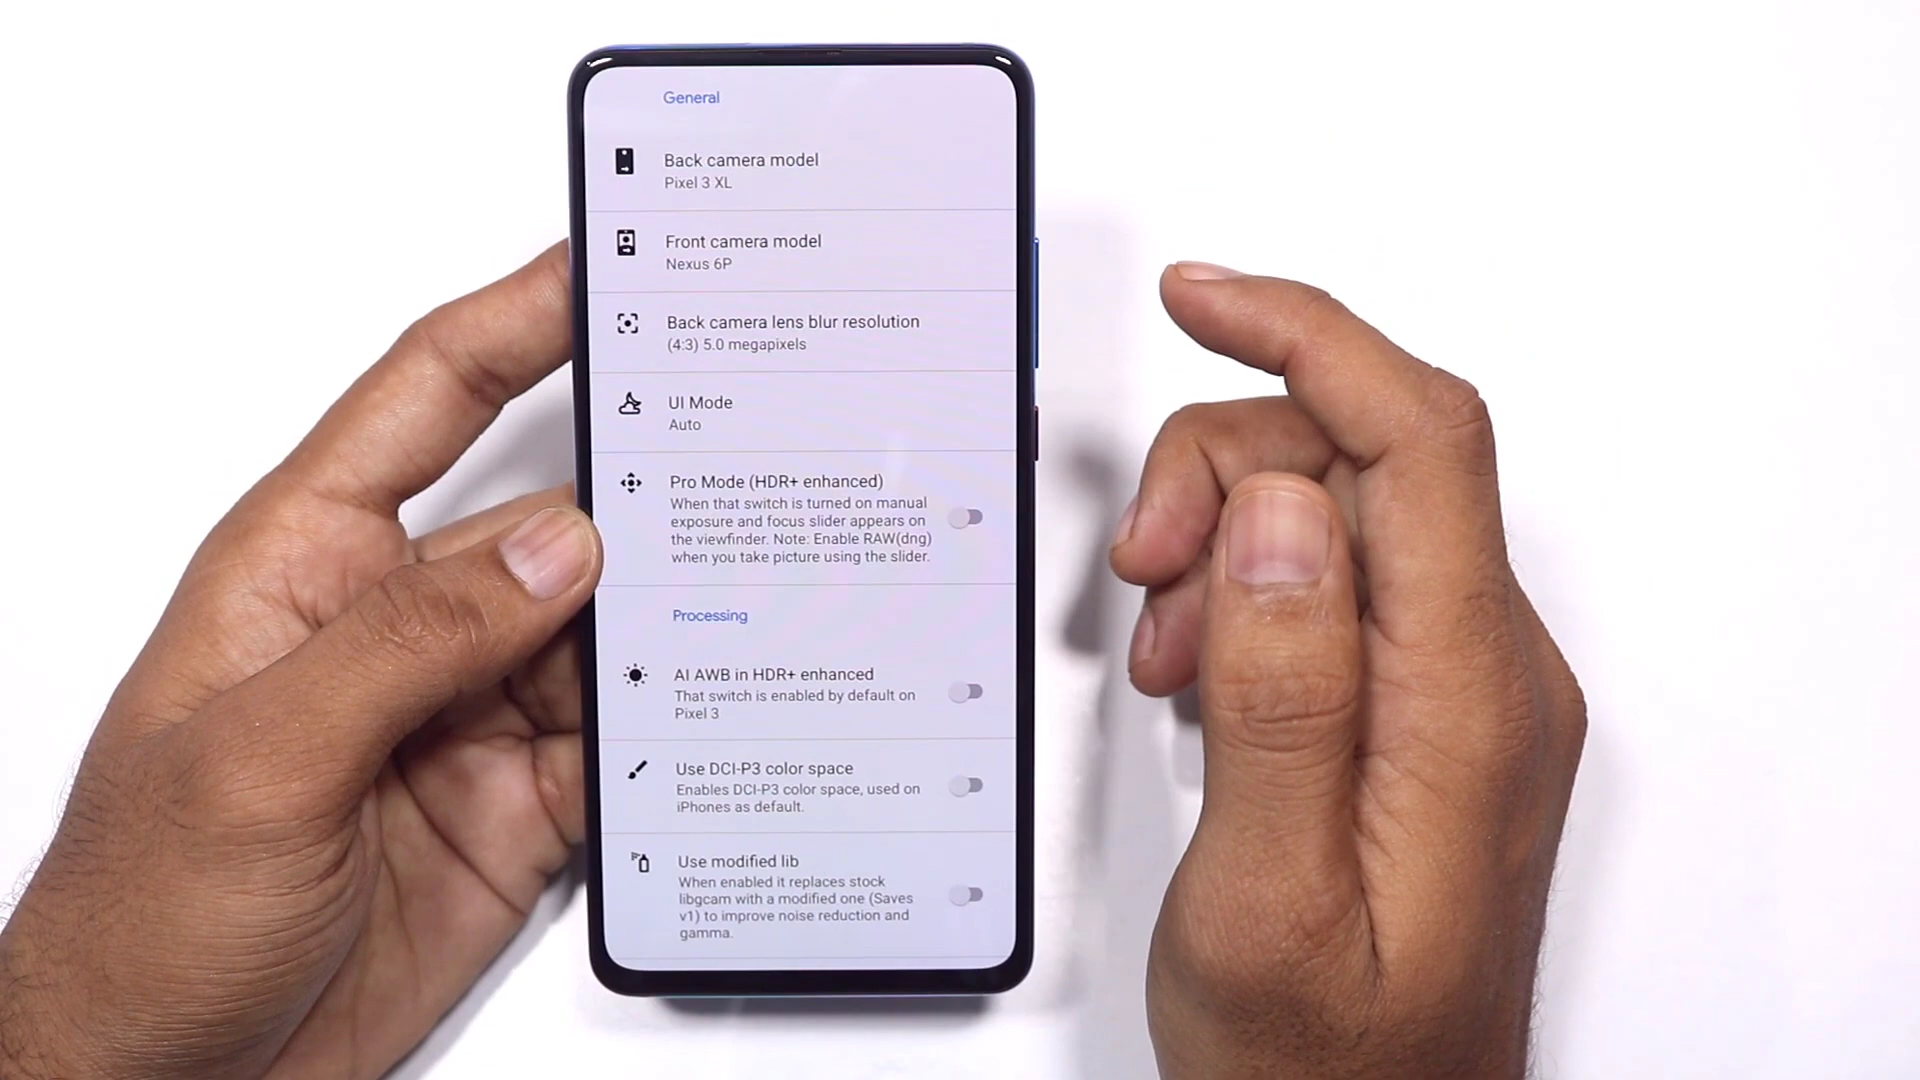 General
Back camera model
Pixel 3 XL
Front camera model
Nexus 6P
Back camera lens blur resolution
(4:3) 5.0 megapixels
UI Mode
Auto
Pro Mode (HDR+ enhanced)
When that switch is turned on manual
exposure and focus slider appears on
the viewfinder. Note: Enable RAW(dng)
when you take picture using the slider.
Processing
AI AWB in HDR+ enhanced
That switch is enabled by default on
Pixel 3
Use DCI-P3 color space
Enables DCI-P3 color space, used on
iPhones as default.
Use modified lib
When enabled it replaces stock
libgcam with a modified one (Saves
v1) to improve noise reduction and
gamma.